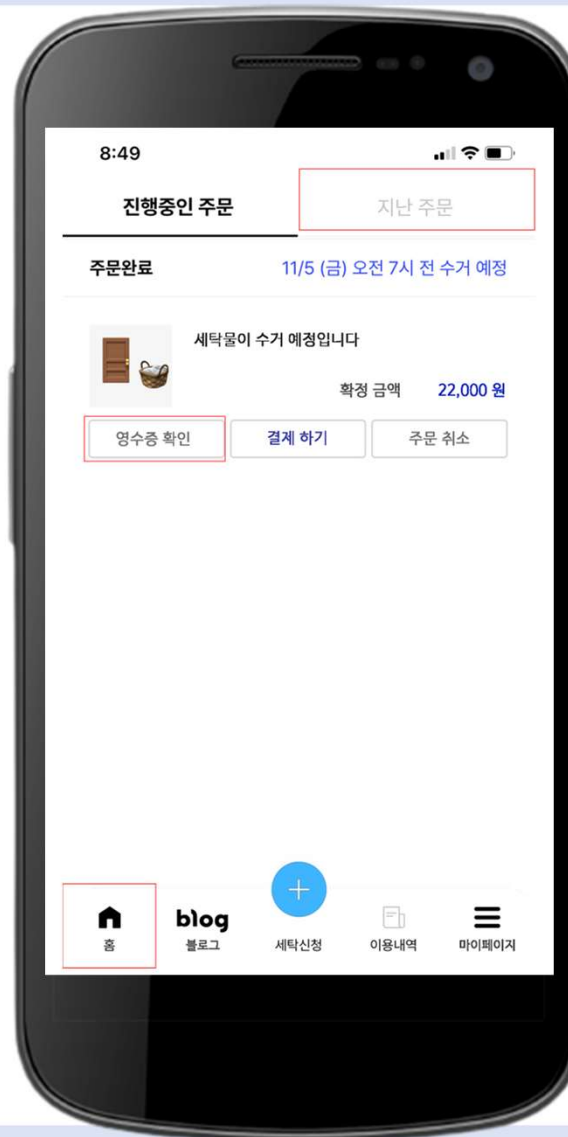 8:49
진행중인 주문 지난 주문
주문완료 11/5 (금) 오전 7시 전 수거 예정
세탁물이 수거 예정입니다
확정 금액 22,000 원
영수증 확인 결제 하기 주문 취소
blog
홈 블로그 세탁신청 이용내역 마이페이지